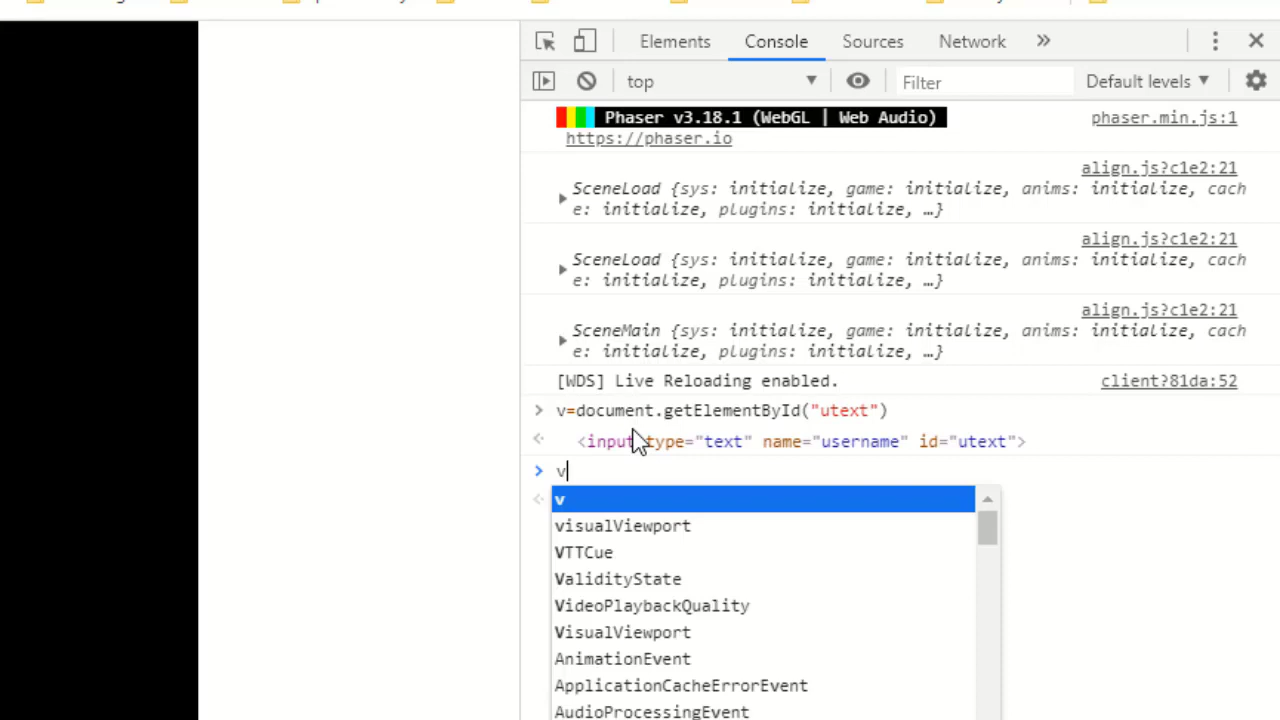 Elements Console Sources Network »
top Filter Default levels
Phaser v3.18.1 (WebGL | Web Audio) phaser.min.js:1
https://phaser.io
align.js?c1e2:21
SceneLoad {sys: initialize, game: initialize, anims: initialize, cach
e: initialize, plugins: initialize, …}
align.js?c1e2:21
SceneLoad {sys: initialize, game: initialize, anims: initialize, cach
e: initialize, plugins: initialize, …}
align.js?c1e2:21
SceneMain {sys: initialize, game: initialize, anims: initialize, cach
e: initialize, plugins: initialize, …}
[WDS] Live Reloading enabled. client?81da:52
v=document.getElementById("utext")
<input type="text" name="username" id="utext">
v
v
visualViewport
VTTCue
ValidityState
VideoPlaybackQuality
VisualViewport
AnimationEvent
ApplicationCacheErrorEvent
AudioProcessingEvent